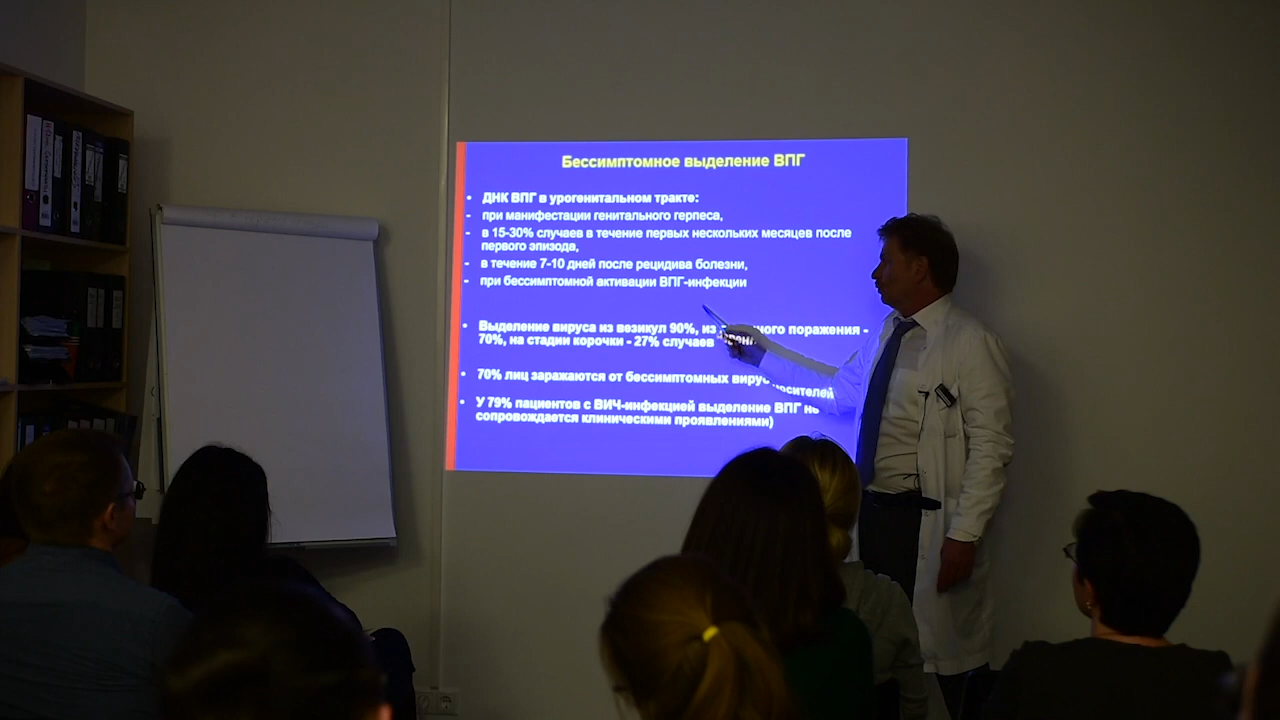 Бессимптомное выделение ВПГ
• ДНК ВПГ в урогенитальном тракте:
- при манифестации генитального герпеса,
- в 15-30% случаев в течение первых нескольких месяцев после
первого эпизода,
- в течение 7-10 дней после рецидива болезни,
- при бессимптомной активации ВПГ-инфекции
• Выделение вируса из везикул 90%, из поражения -
70%, на стадии корочки - 27% случаев
• 70% лиц заражаются от бессимптомных вирусоносителей
• У 79% пациентов с ВИЧ-инфекцией выделение ВПГ не
сопровождается клиническими проявлениями)